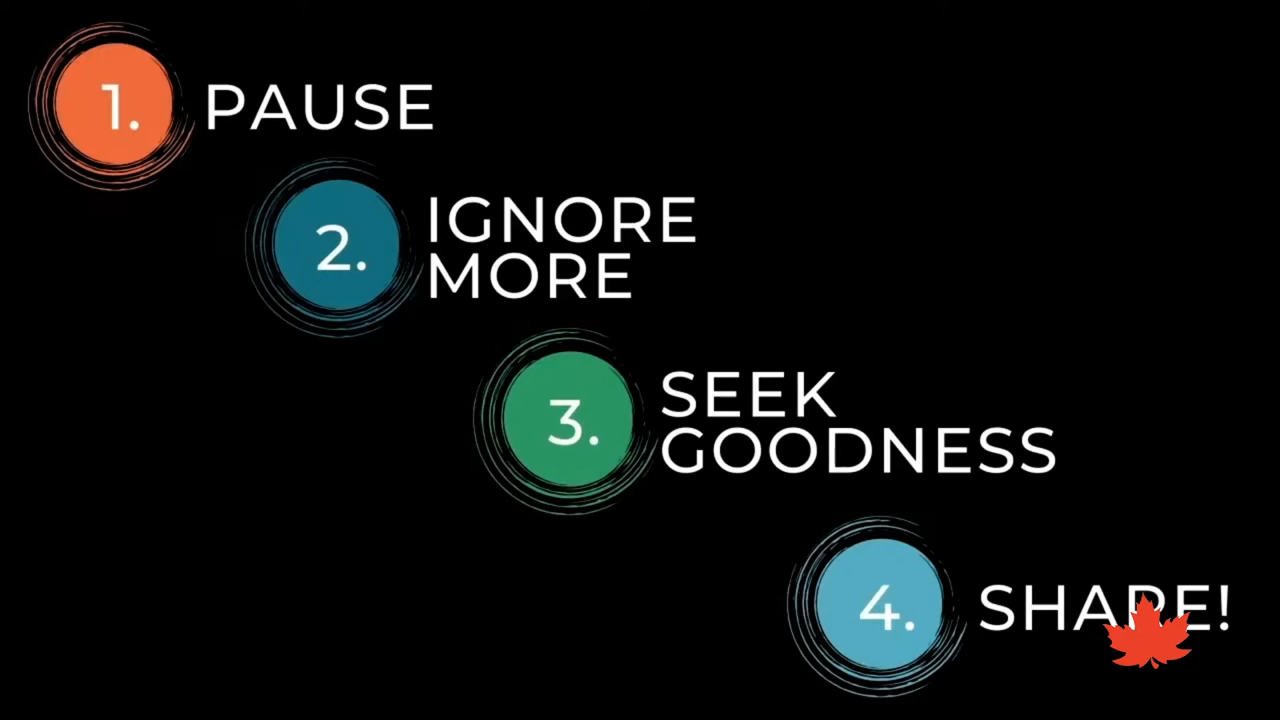 1. PAUSE
2. IGNORE
MORE
3. SEEK
GOODNESS
4. SHARE!